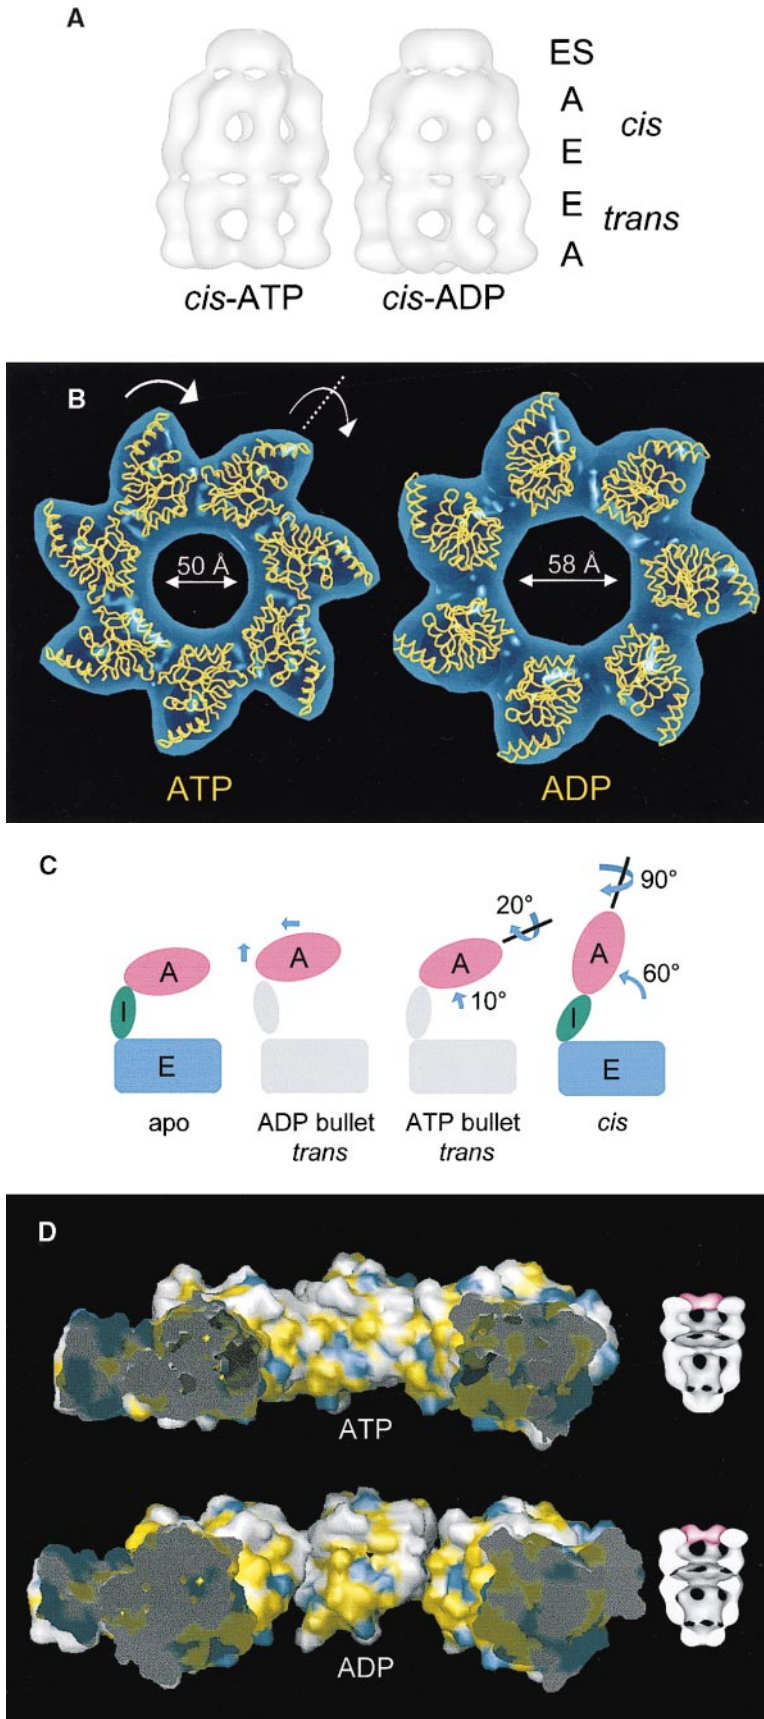 A
ES
A
cis
E
E
trans
A
cis-ATP
cis-ADP
B
50 Å
58 Å
ATP
ADP
C
90°
20°
A
A
A
A
10°
60°
I
I
E
E
apo
ADP bullet
trans
ATP bullet
trans
cis
D
ATP
ADP